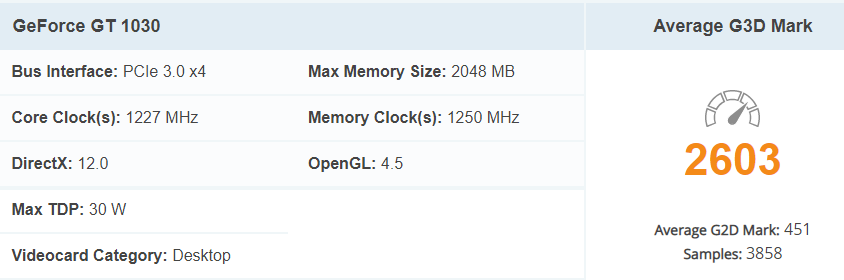 GeForce GT 1030
Average G3D Mark
Bus Interface: PCIe 3.0 x4
Max Memory Size: 2048 MB
Core Clock(s): 1227 MHz
Memory Clock(s): 1250 MHz
DirectX: 12.0
OpenGL: 4.5
Max TDP: 30 W
Videocard Category: Desktop
2603
Average G2D Mark: 451
Samples: 3858